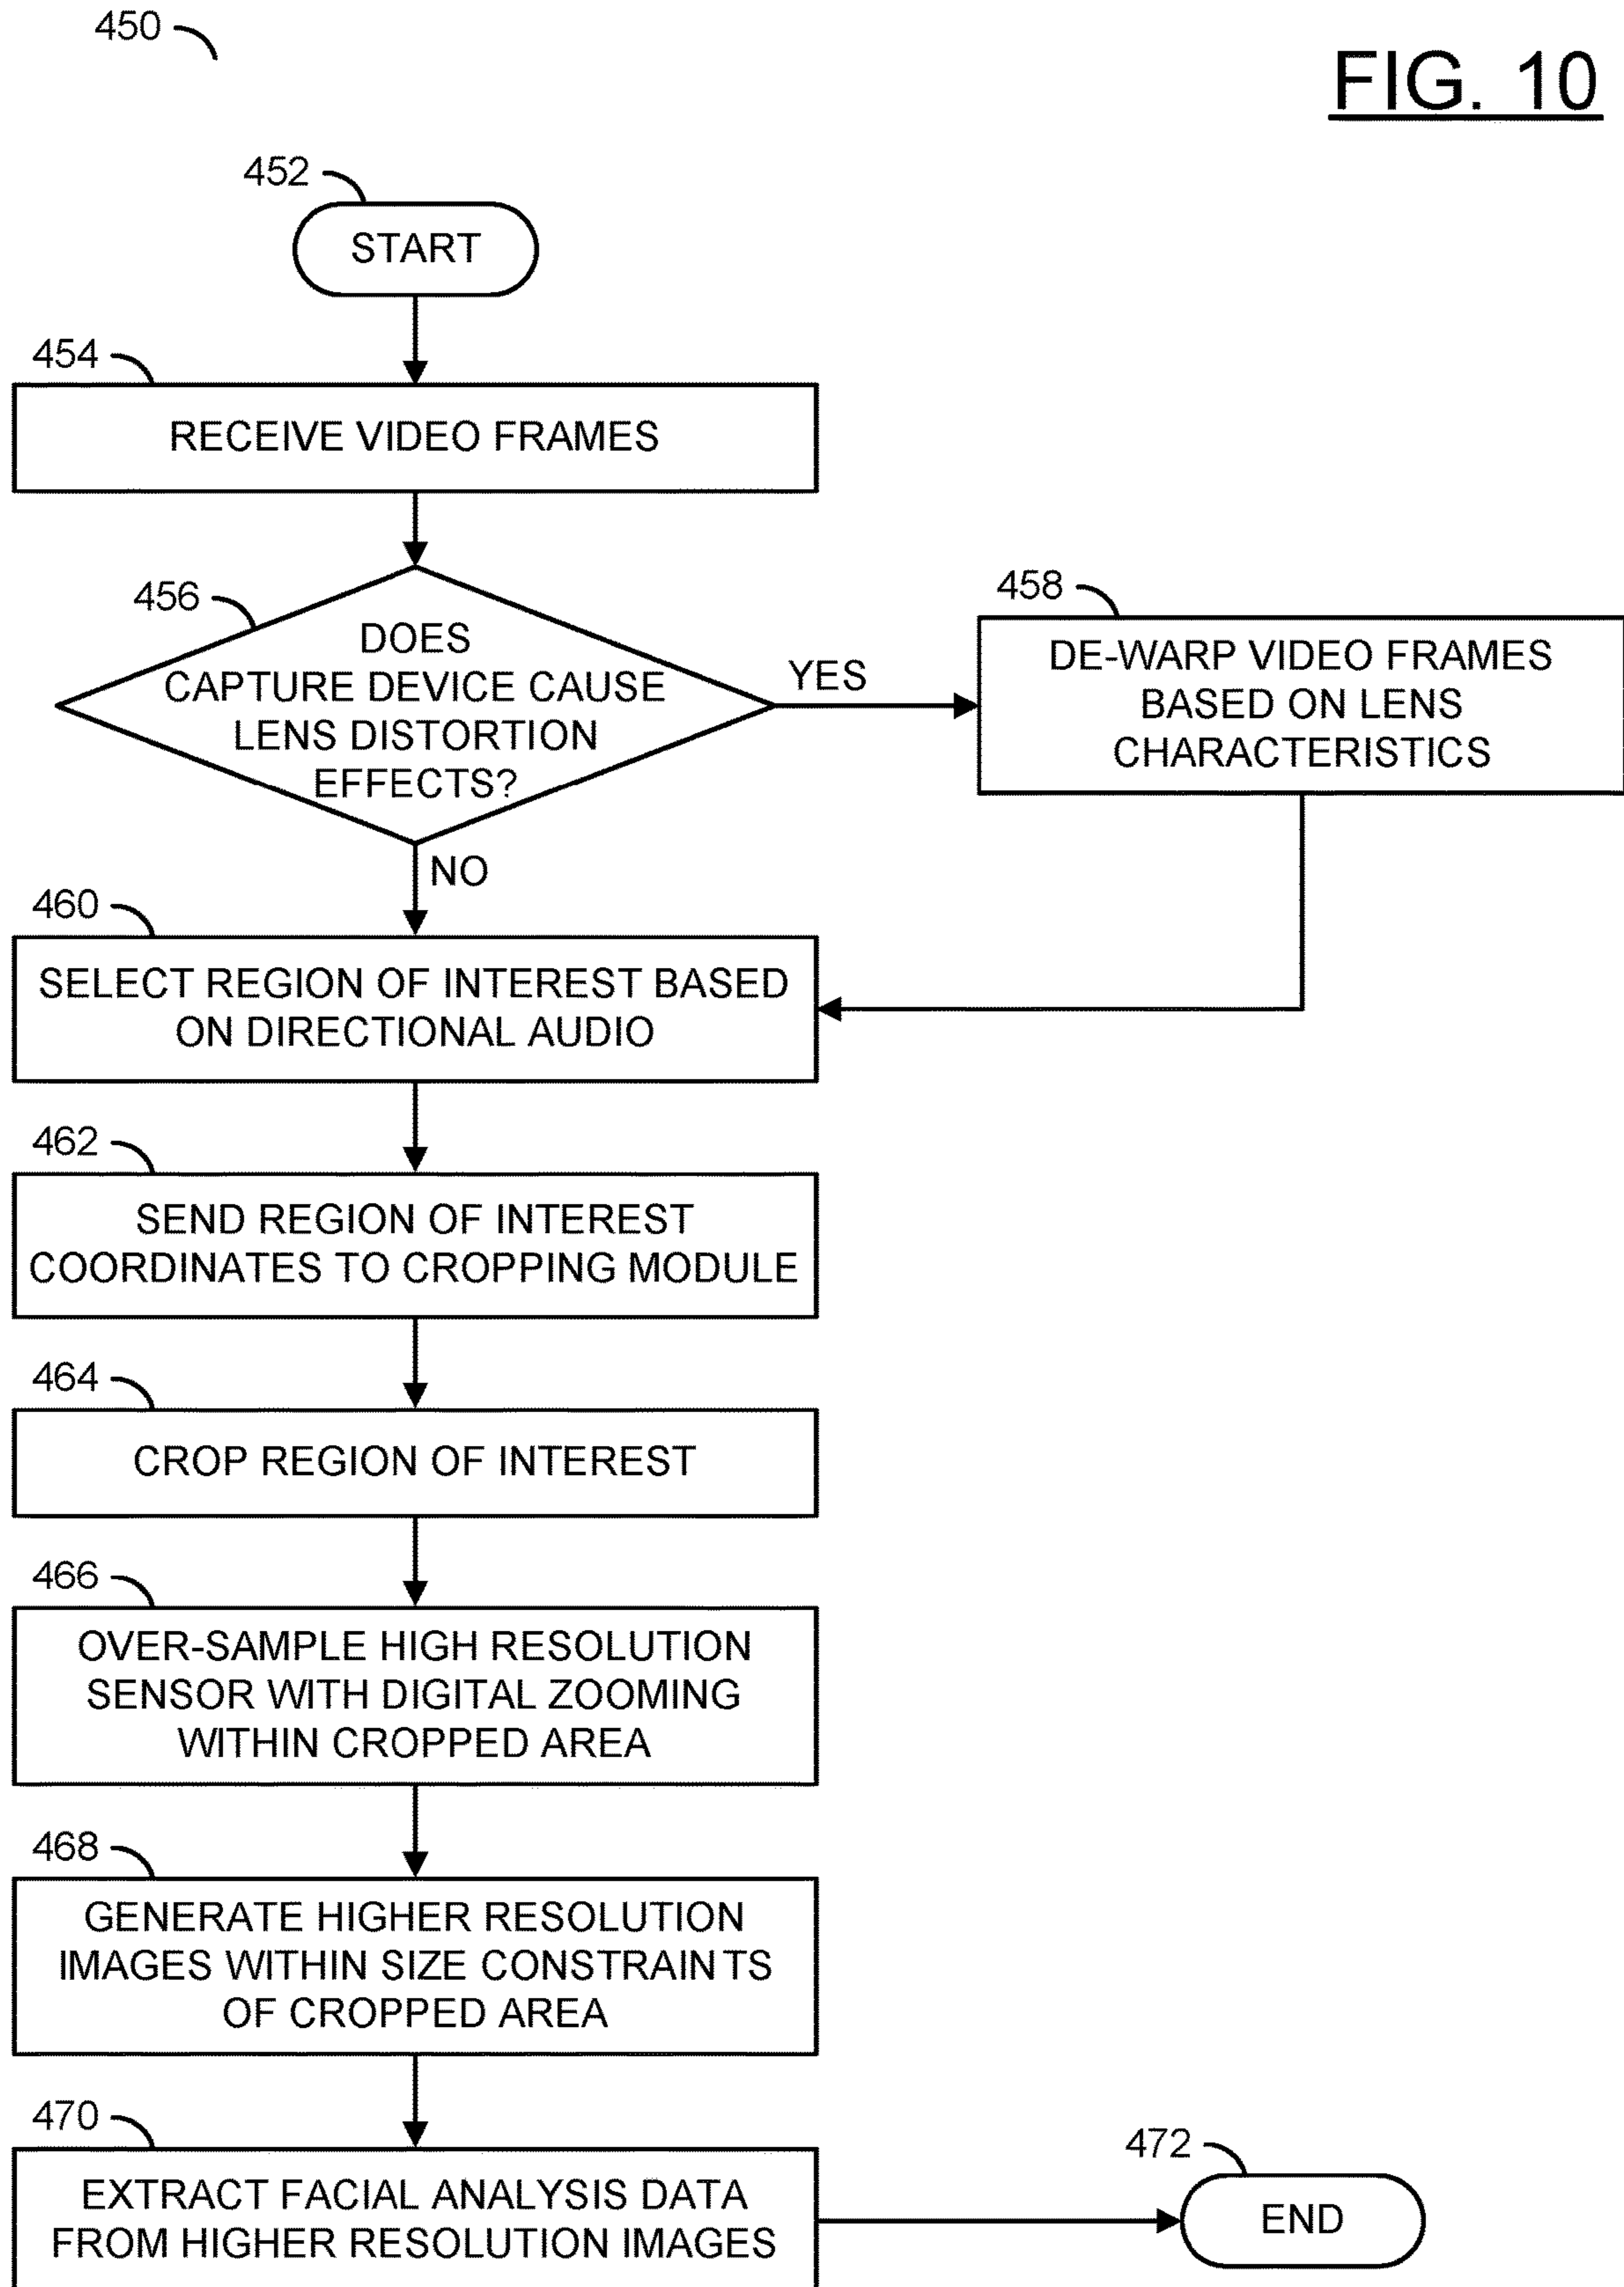 450
FIG. 10
452
START
454
RECEIVE VIDEO FRAMES
456
DOES
CAPTURE DEVICE CAUSE
LENS DISTORTION
EFFECTS?
YES
458
DE-WARP VIDEO FRAMES
BASED ON LENS
CHARACTERISTICS
NO
460
SELECT REGION OF INTEREST BASED
ON DIRECTIONAL AUDIO
462
SEND REGION OF INTEREST
COORDINATES TO CROPPING MODULE
464
CROP REGION OF INTEREST
466
OVER-SAMPLE HIGH RESOLUTION
SENSOR WITH DIGITAL ZOOMING
WITHIN CROPPED AREA
468
GENERATE HIGHER RESOLUTION
IMAGES WITHIN SIZE CONSTRAINTS
OF CROPPED AREA
470
EXTRACT FACIAL ANALYSIS DATA
FROM HIGHER RESOLUTION IMAGES
472
END